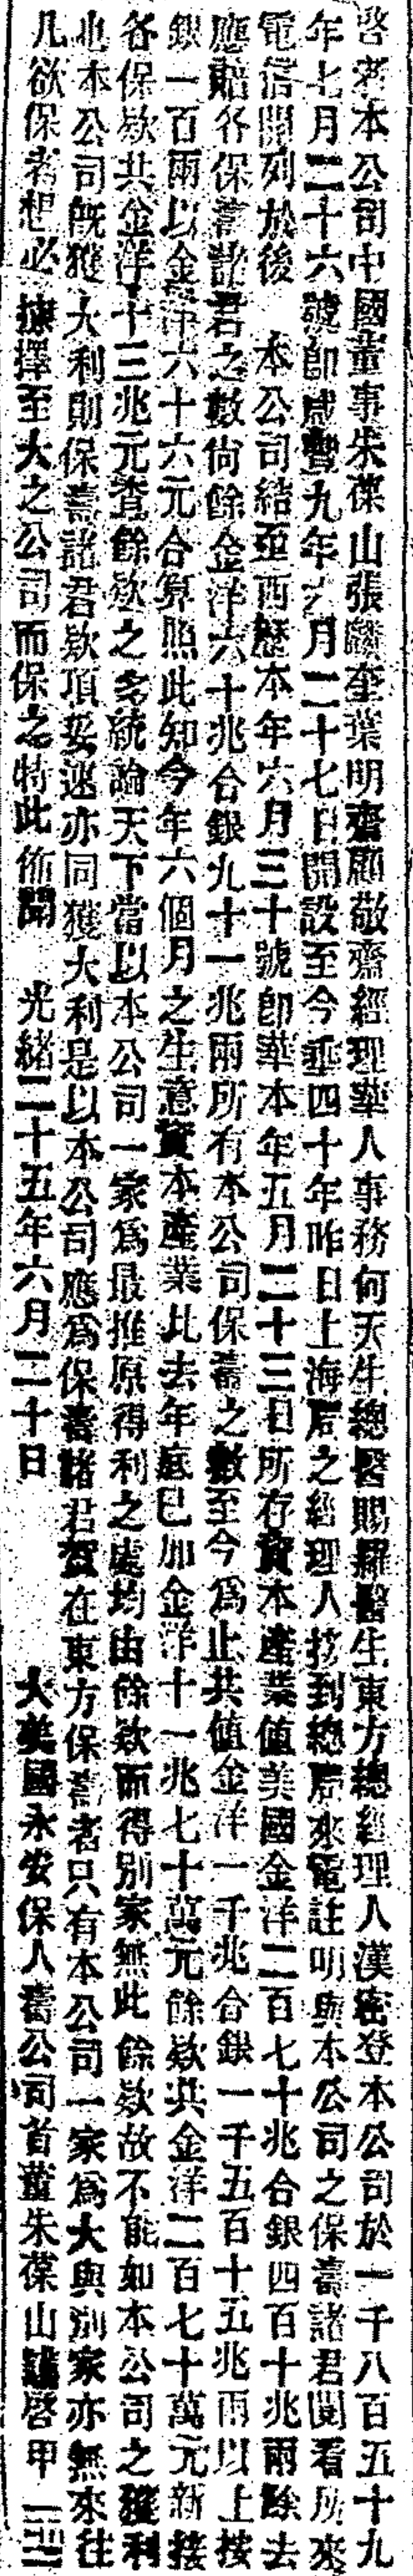 啓者本公司中國董事朱葆山張麟奎葉明齋顧敬齋經理華人事務何天生總醫賜羅醫生東方總經理人漢密登本公司於一千八百五十九
年七月二十六號卽咸豐九年六月二十七日開設至今垂四十年昨日上海局之經理人接到總局來電註明與本公司之保壽諸君閱看所來
電信開列於後　本公司結至西歷本年六月三十號卽華本年五月二十三日所存資本產業值美國金洋二百七十兆合銀四百十兆兩除去
應賠各保壽諸君之數尙餘金洋六十兆合銀九十一兆兩所有本公司保壽之數至今爲止共值金洋一千兆合銀一千五百十五兆兩以上按
銀一百兩以金洋六十六元合算照此知今年六個月之生意資本產業比去年底已加金洋十一兆七十萬元餘欵共金洋二百七十萬元新接
各保欵共金洋十三兆元查餘欵之多統論天下當以本公司一家爲最推原得利之處均由餘欵而得別家無此餘欵故不能如本公司之獲利
也本公司旣獲大利則保壽諸君欵項妥速亦同獲大利是以本公司應爲保壽諸君賀在東方保壽者只有本公司一家爲大與別家亦無來往
凡欲保者想必揀擇至大之公司而保之特此佈聞　光緒二十五年六月二十日　大美國永安保人壽公司首董朱葆山謹啓甲